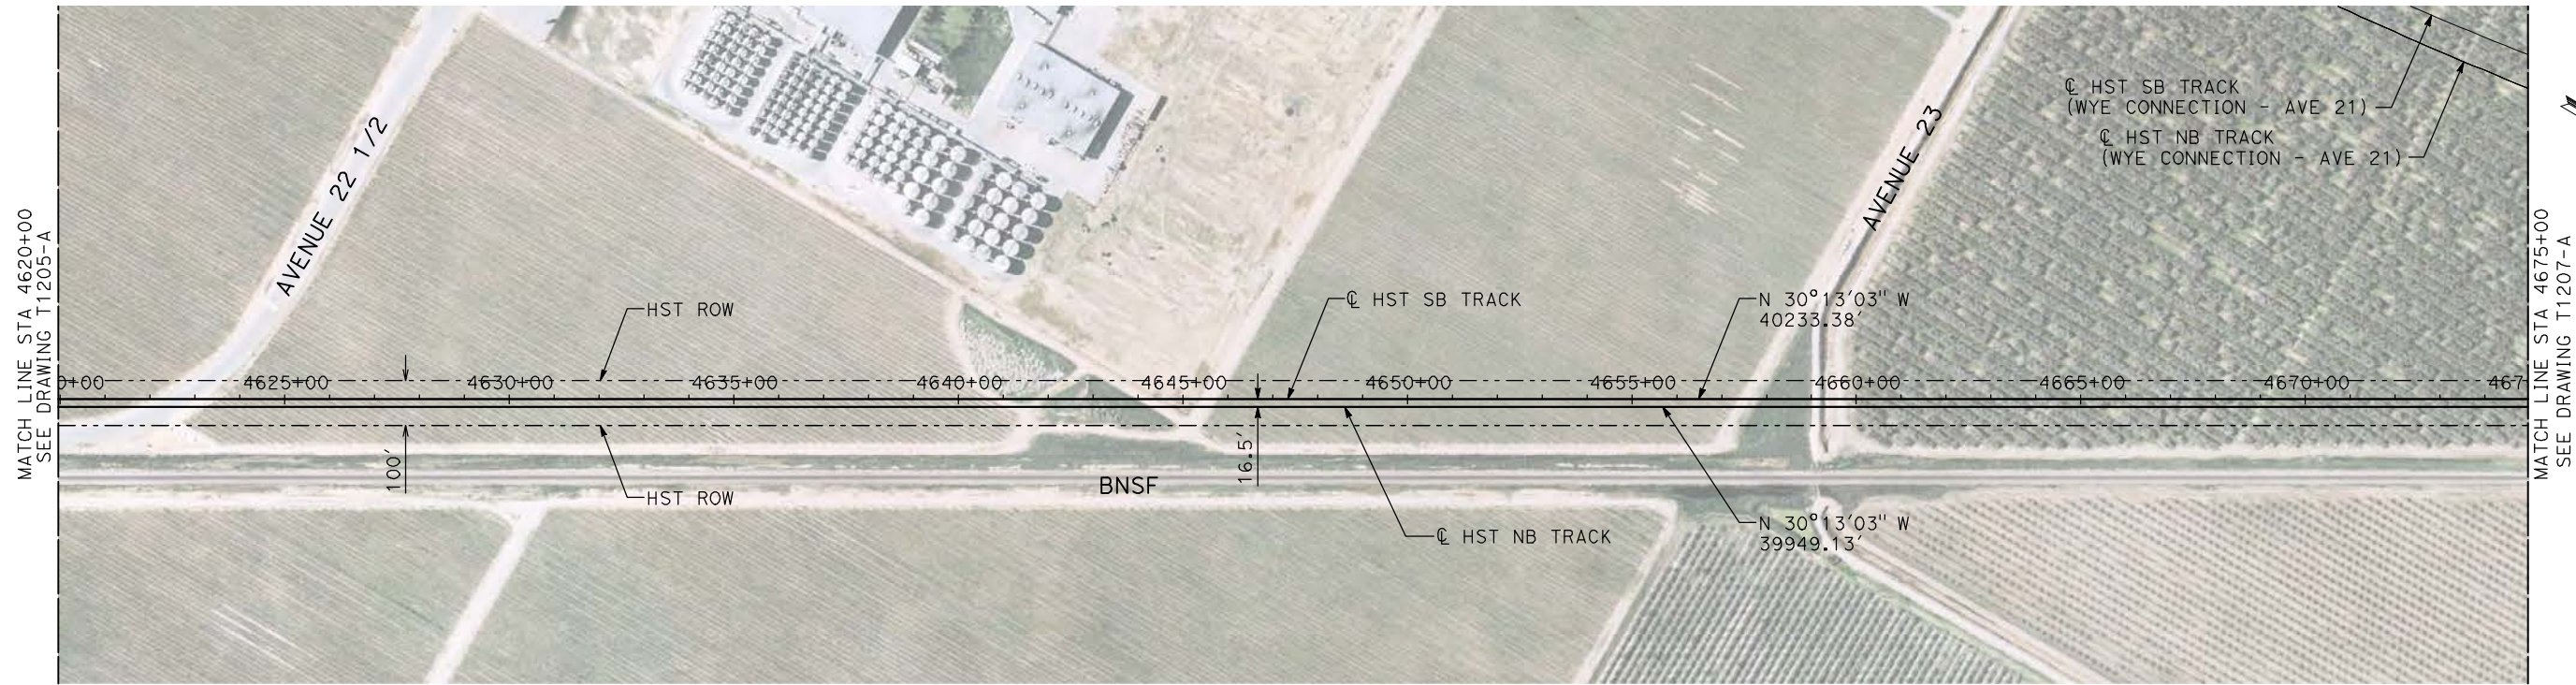 MATCH LINE STA 4620+00
SEE DRAWING T1205-A
AVENUE 22 1/2
HST ROW
℄ HST SB TRACK
N 30°13'03" W
40233.38'
AVENUE 23
℄ HST SB TRACK
(WYE CONNECTION - AVE 21)
℄ HST NB TRACK
(WYE CONNECTION - AVE 21)
0+00 4625+00 4630+00 4635+00 4640+00 4645+00 4650+00 4655+00 4660+00 4665+00 4670+00 467
100'
HST ROW
BNSF
16.5'
℄ HST NB TRACK
N 30°13'03" W
39949.13'
MATCH LINE STA 4675+00
SEE DRAWING T1207-A